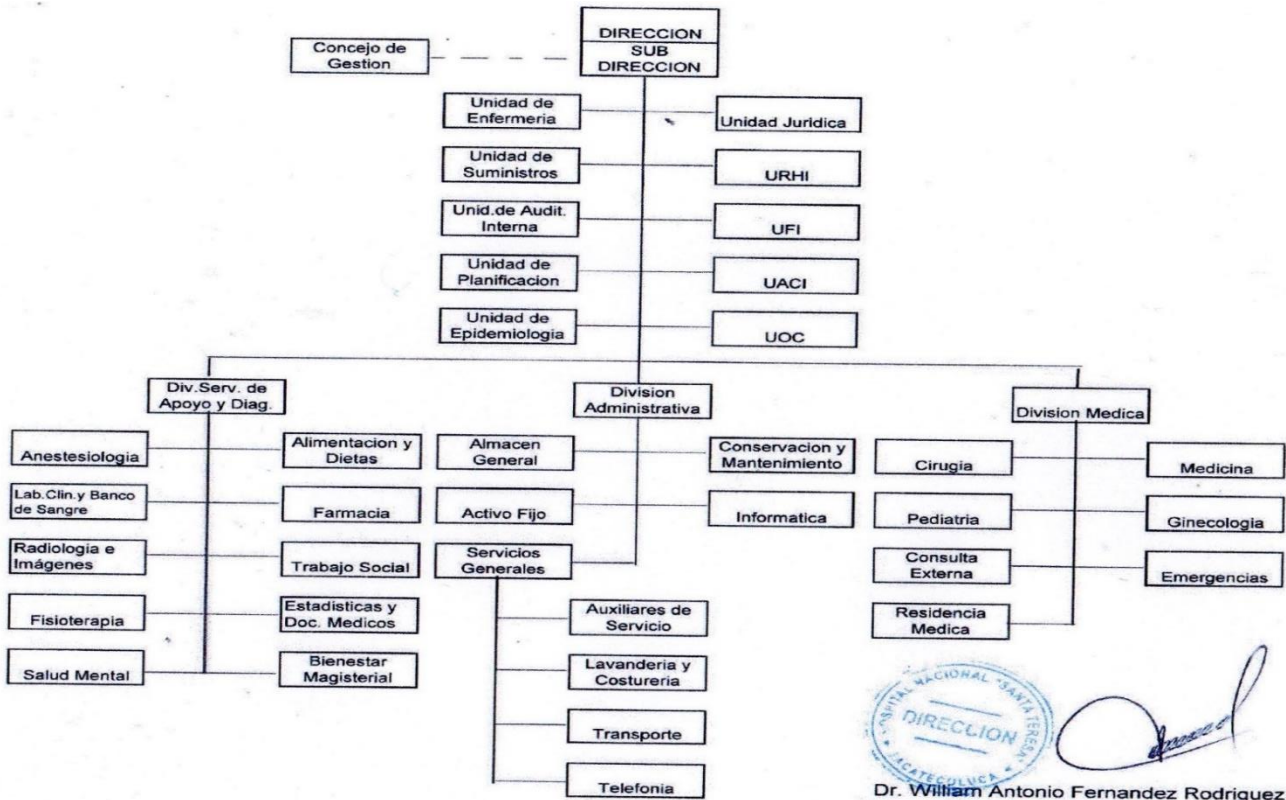 DIRECCION
SUB
DIRECCION
Concejo de
Gestion
Unidad de
Enfermeria
Unidad Juridica
Unidad de
Suministros
URHI
Unid.de Audit.
Interna
UFI
Unidad de
Planificacion
UACI
Unidad de
Epidemiologia
UOC
Div.Serv. de
Apoyo y Diag.
Division
Administrativa
Division Medica
Anestesiologia
Alimentacion y
Dietas
Lab.Clin.y Banco
de Sangre
Farmacia
Radiologia e
Imágenes
Trabajo Social
Fisioterapia
Estadisticas y
Doc. Medicos
Salud Mental
Bienestar
Magisterial
Almacen
General
Conservacion y
Mantenimiento
Activo Fijo
Informatica
Servicios
Generales
Auxiliares de
Servicio
Lavanderia y
Costureria
Transporte
Telefonia
Cirugia
Medicina
Pediatria
Ginecologia
Consulta
Externa
Emergencias
Residencia
Medica
HOSPITAL NACIONAL "SANTA TERESA"
DIRECCION
ZACATECOLUCA
Dr. William Antonio Fernandez Rodriguez